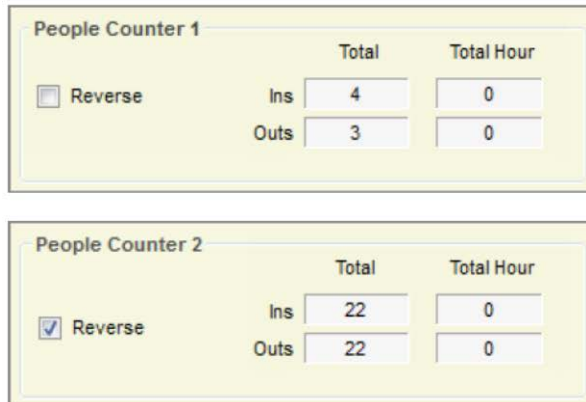 People Counter 1
Total Total Hour
Reverse Ins 4 0
Outs 3 0
People Counter 2
Total Total Hour
Reverse Ins 22 0
Outs 22 0